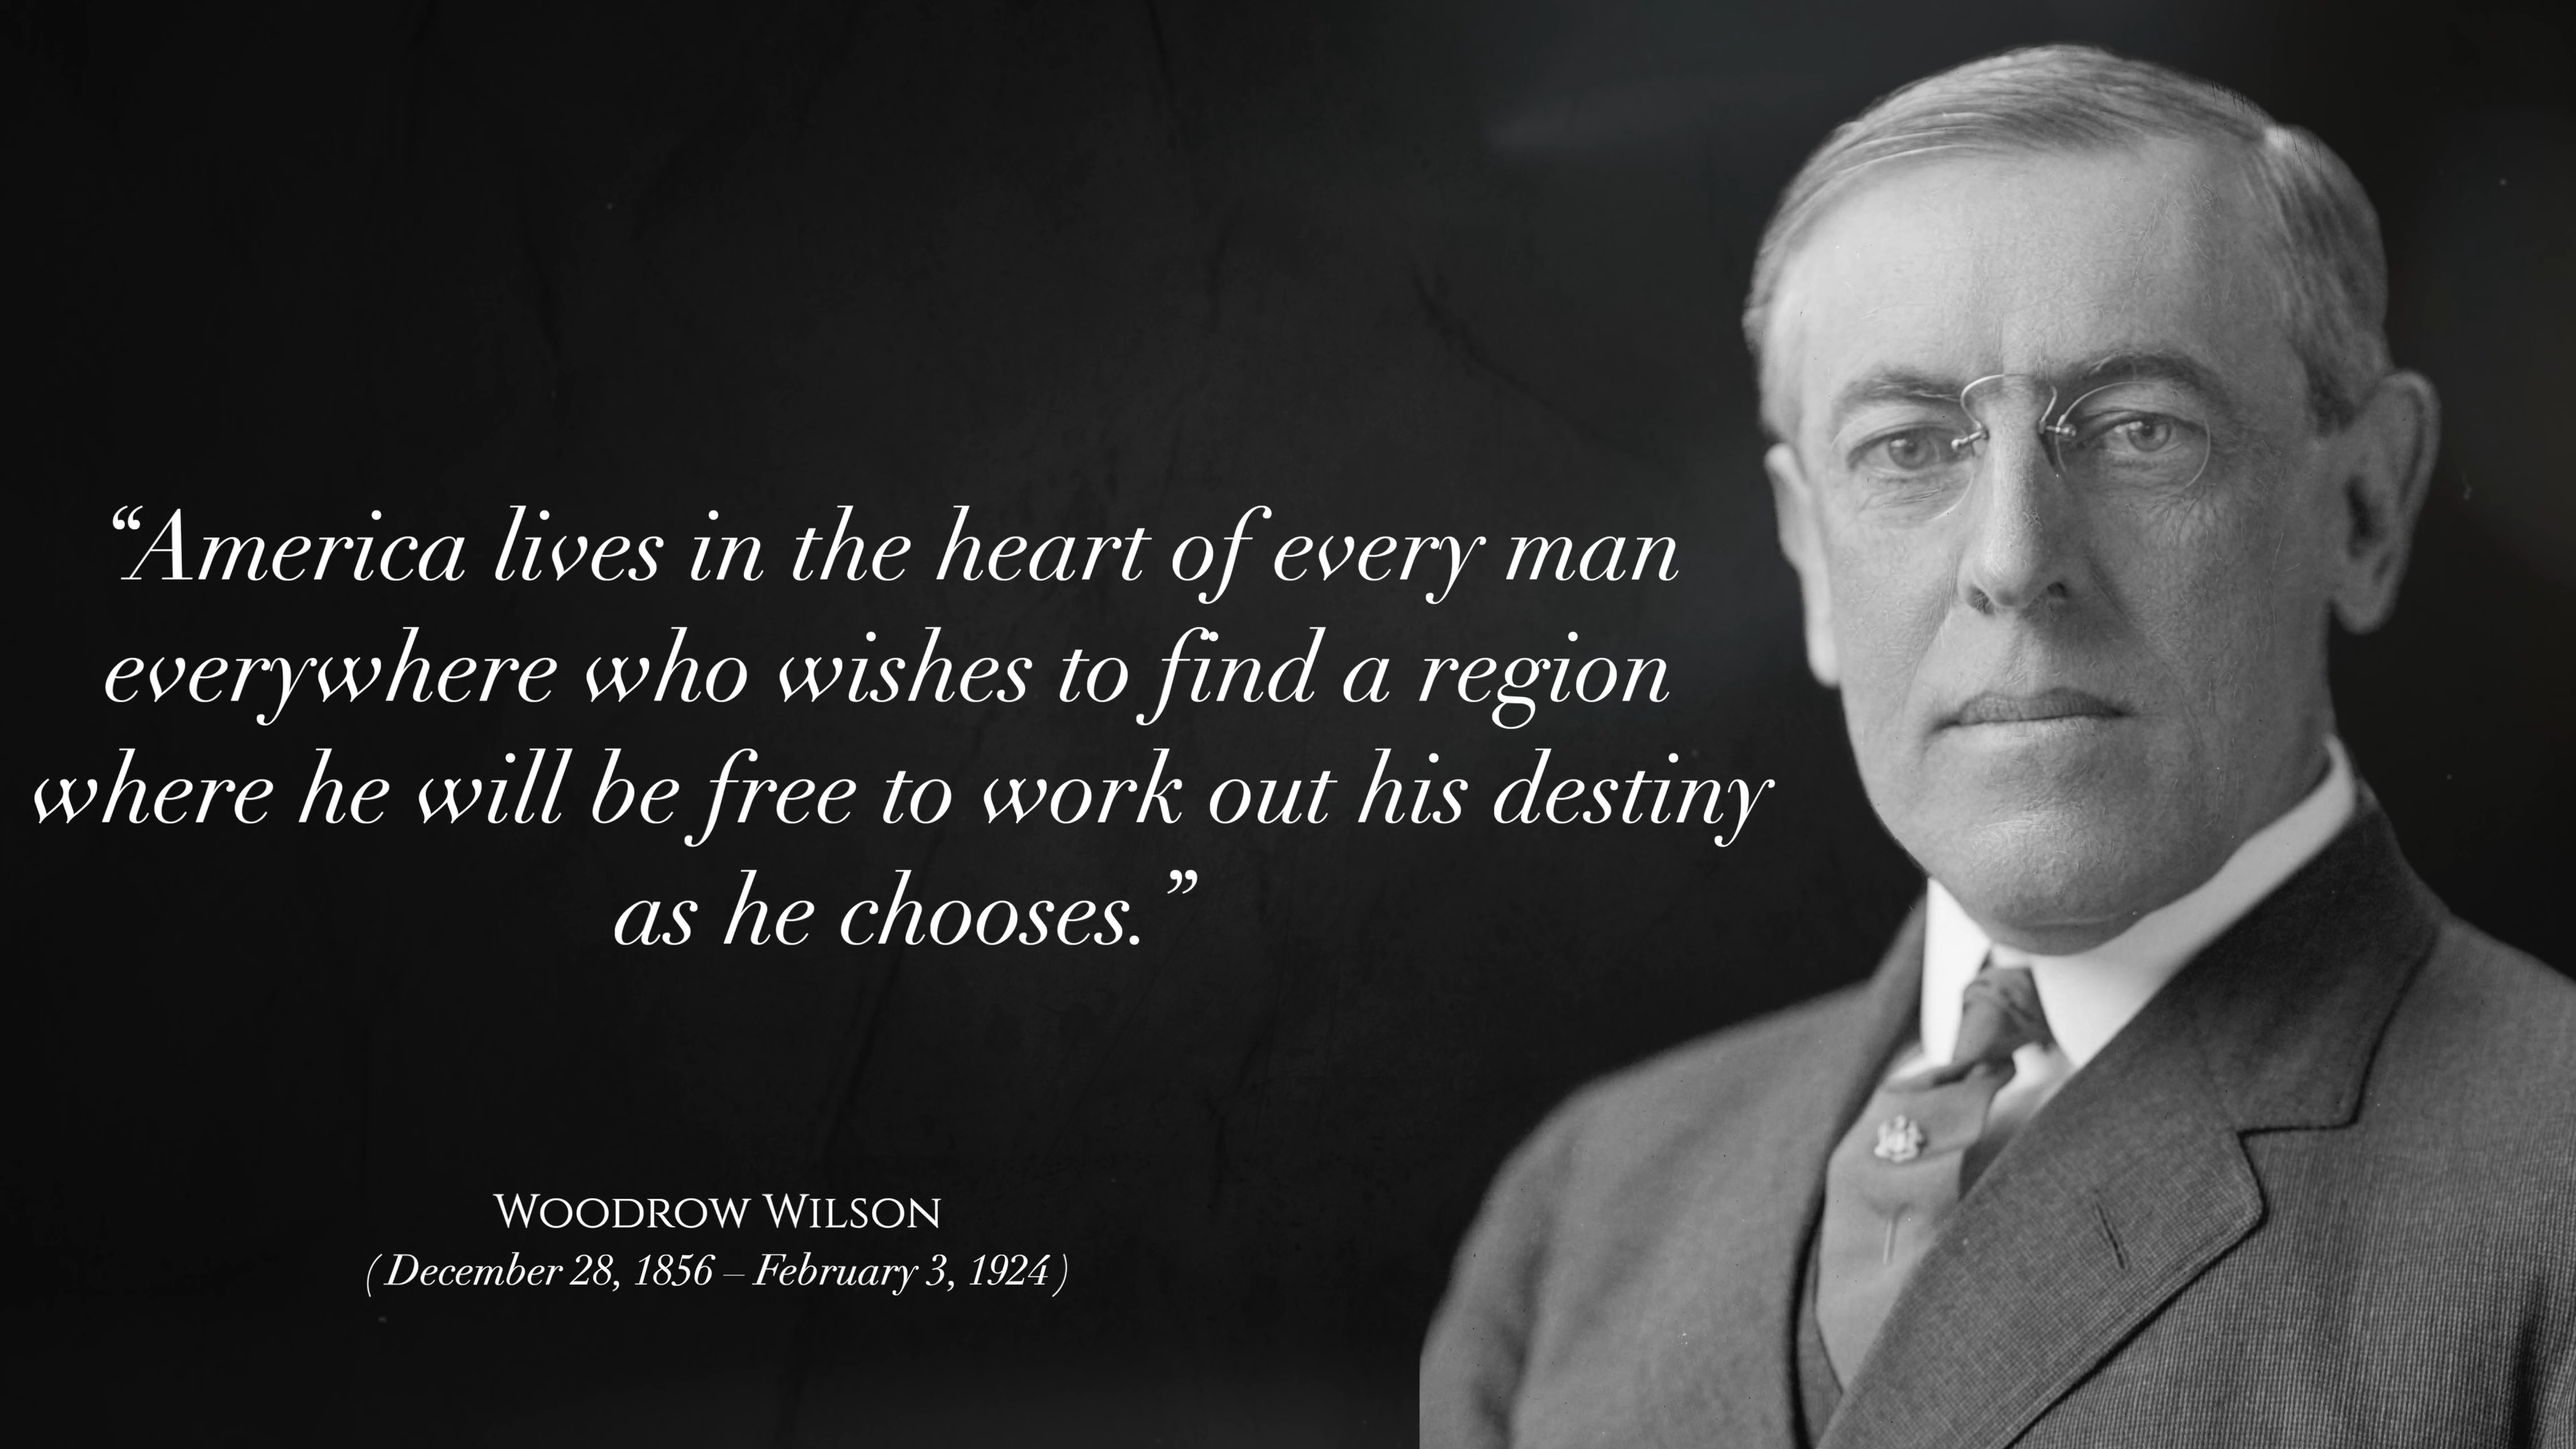 “America lives in the heart of every man
everywhere who wishes to find a region
where he will be free to work out his destiny
as he chooses.”
Woodrow Wilson
(December 28, 1856 – February 3, 1924)